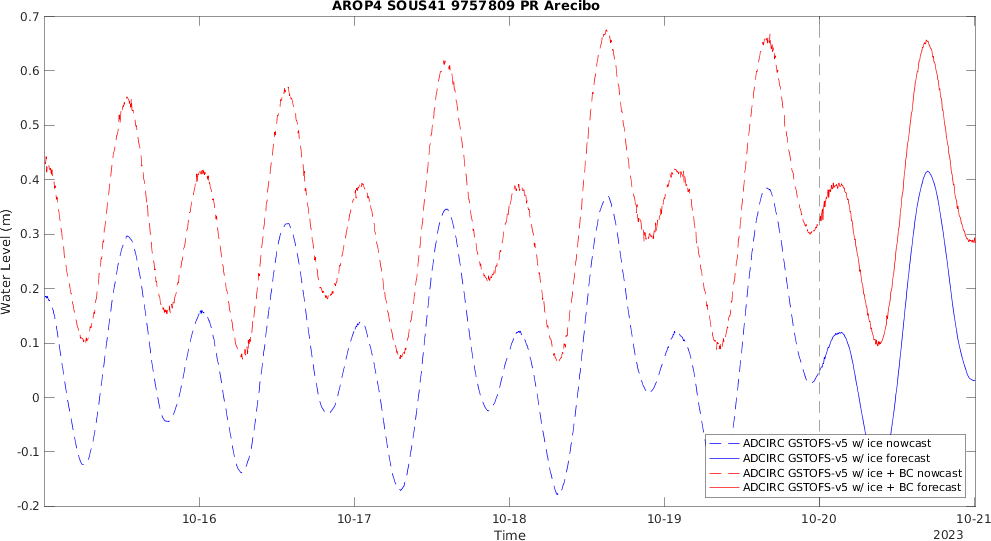 AROP4 SOUS41 9757809 PR Arecibo
0.7
0.6
0.5
0.4
0.3
0.2
0.1
0
-0.1
-0.2
Water Level (m)
10-16
10-17
10-18
10-19
10-20
10-21
Time
2023
ADCIRC GSTOFS-v5 w/ ice nowcast
ADCIRC GSTOFS-v5 w/ ice forecast
ADCIRC GSTOFS-v5 w/ ice + BC nowcast
ADCIRC GSTOFS-v5 w/ ice + BC forecast